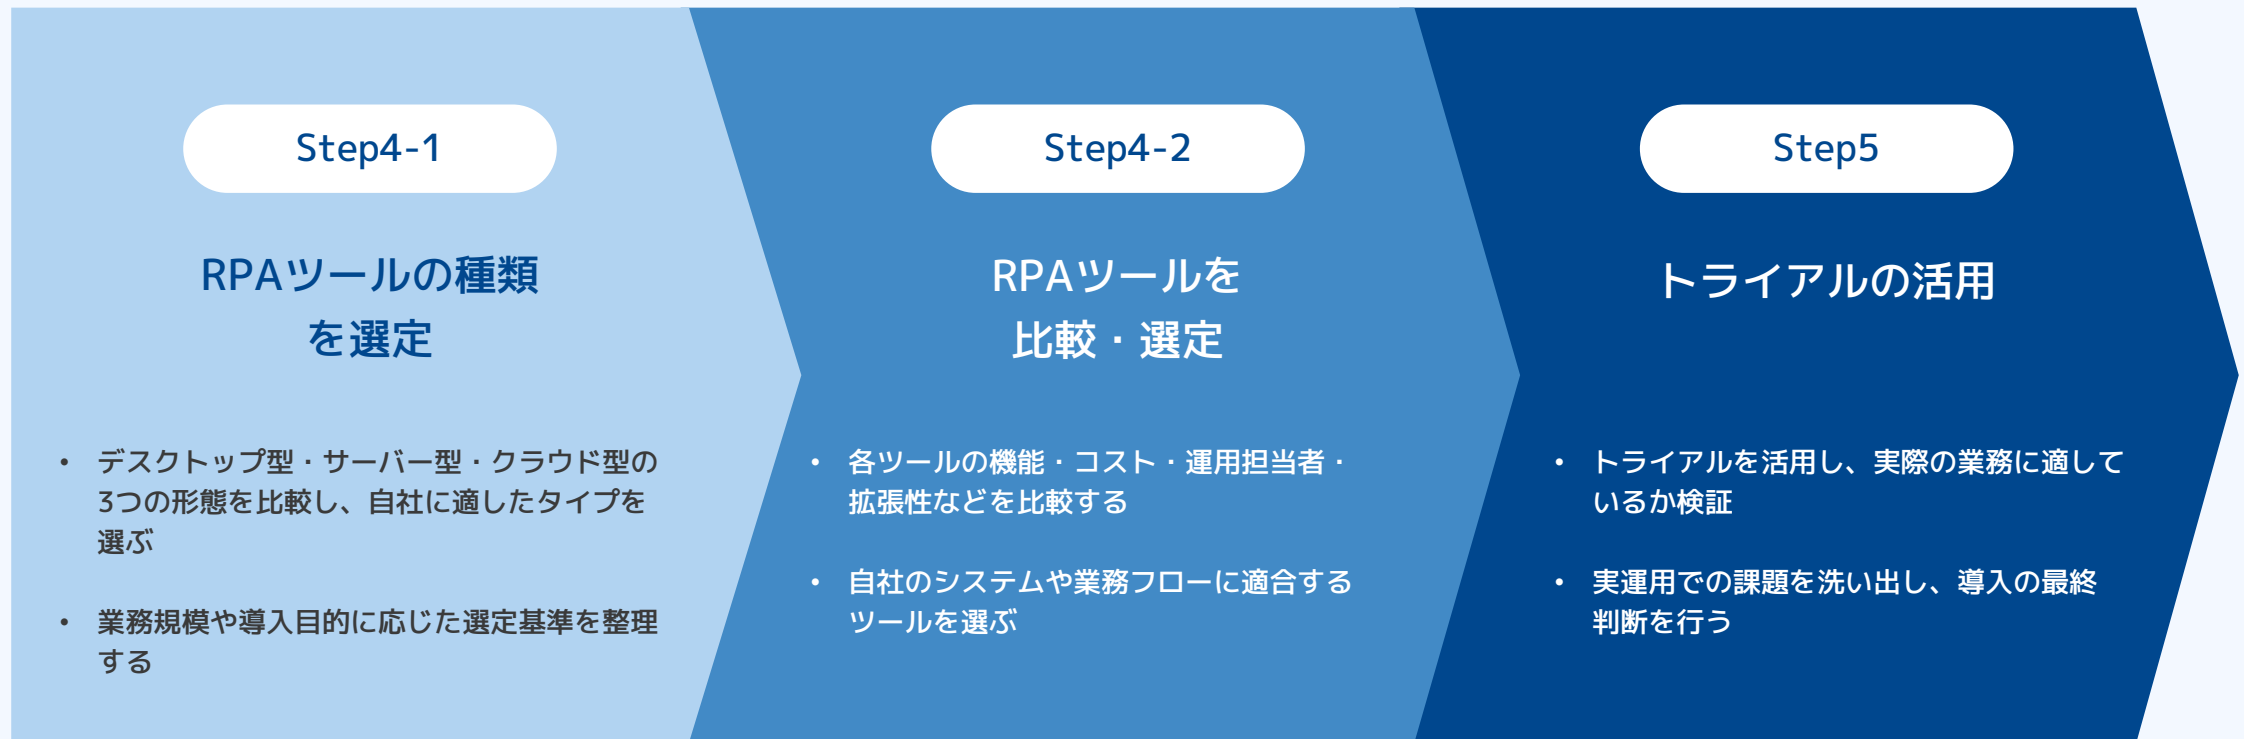 Step4-1
RPAツールの種類
を選定
• デスクトップ型・サーバー型・クラウド型の
3つの形態を比較し、自社に適したタイプを
選ぶ
• 業務規模や導入目的に応じた選定基準を整理
する
Step4-2
RPAツールを
比較・選定
• 各ツールの機能・コスト・運用担当者・
拡張性などを比較する
• 自社のシステムや業務フローに適合する
ツールを選ぶ
Step5
トライアルの活用
• トライアルを活用し、実際の業務に適して
いるか検証
• 実運用での課題を洗い出し、導入の最終
判断を行う